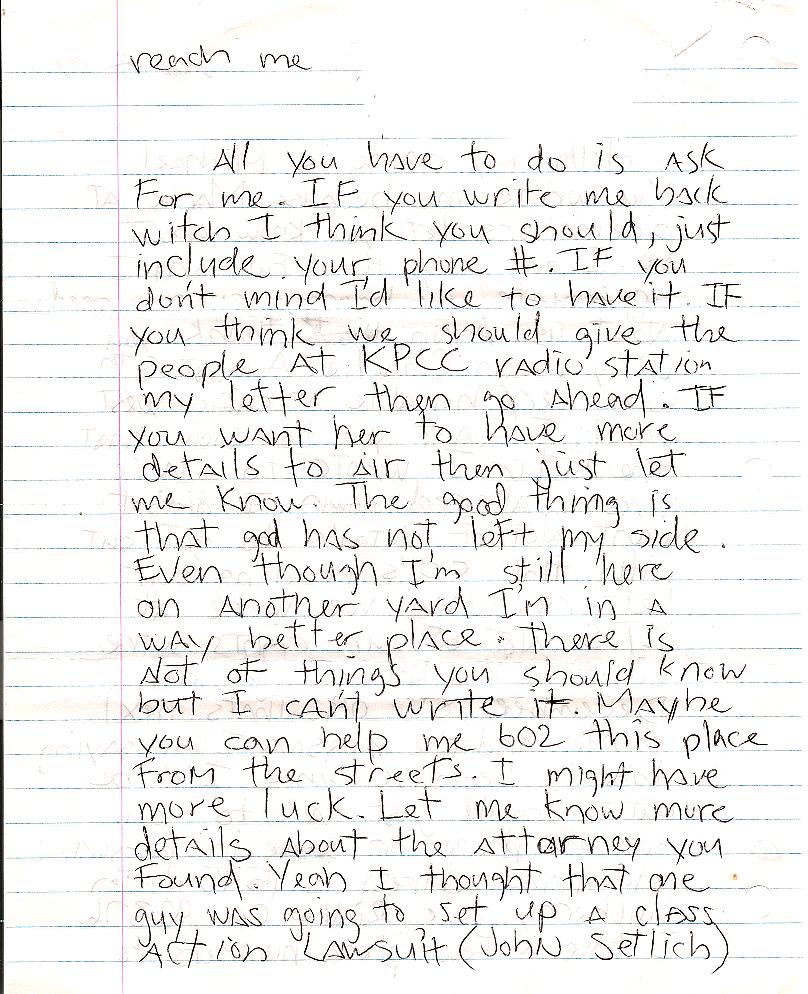 reach me
All you have to do is ASK
For me. IF you write me back
witch I think you should, just
include your phone #. IF you
don't mind I'd like to have it. IF
you think we should give the
people At KPCC radio station
my letter then go Ahead. IF
you want her to have more
details to air then just let
me know. The good thing is
that god has not left my side.
Even though I'm still here
on Another yard I'm in a
way better place. There is
Alot of things you should know
but I can't write it. Maybe
you can help me 602 this place
From the streets. I might have
more luck. Let me know more
details About the Attorney you
Found. Yeah I thought that one
guy was going to set up a class
Action Lawsuit (John Setlich)